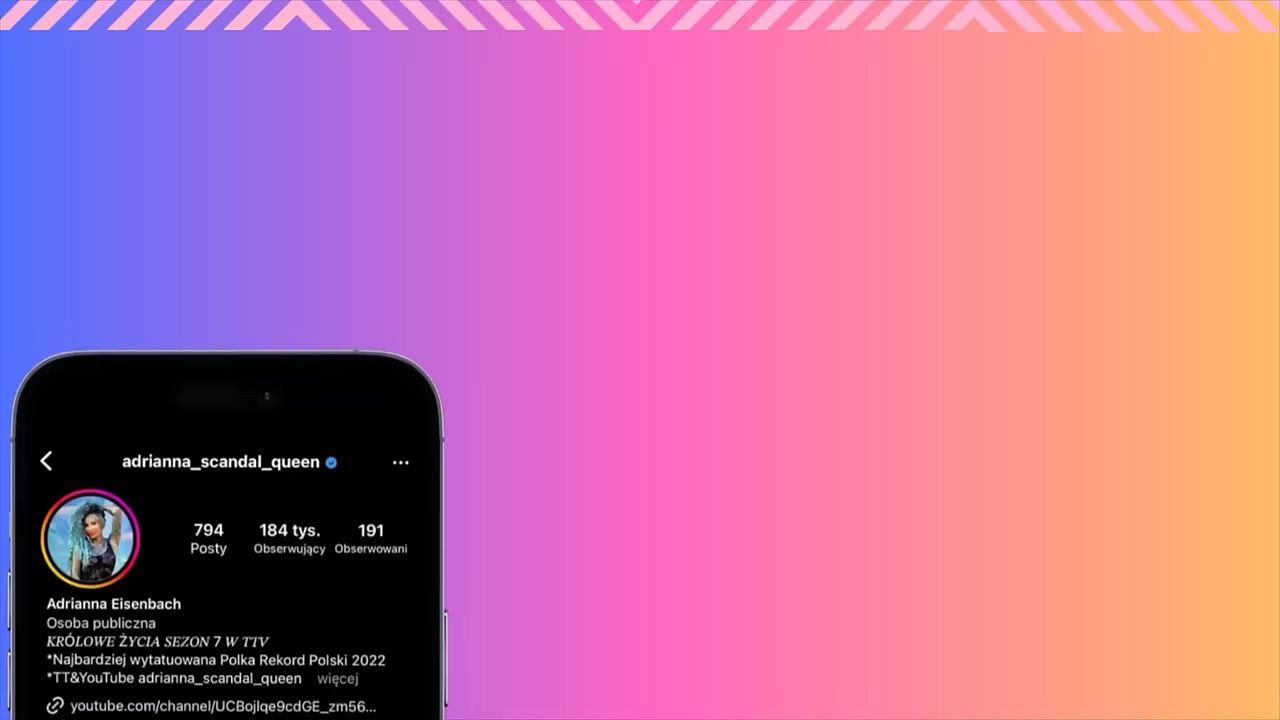 adrianna_scandal_queen
794 184 tys. 191
Posty Obserwujący Obserwowani
Adrianna Eisenbach
Osoba publiczna
KRÓLOWE ŻYCIA SEZON 7 W TTV
*Najbardziej wytatuowana Polka Rekord Polski 2022
*TT&YouTube adrianna_scandal_queen więcej
youtube.com/channel/UCBojlqe9cdGE_zm56...